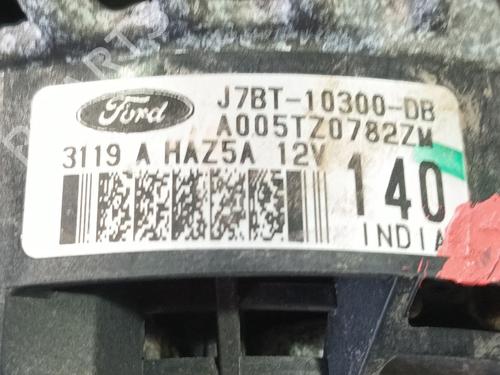 Ford
J7BT-10300-DB
A005TZ0782ZM
3119 A HAZ5A 12V
140
INDIA